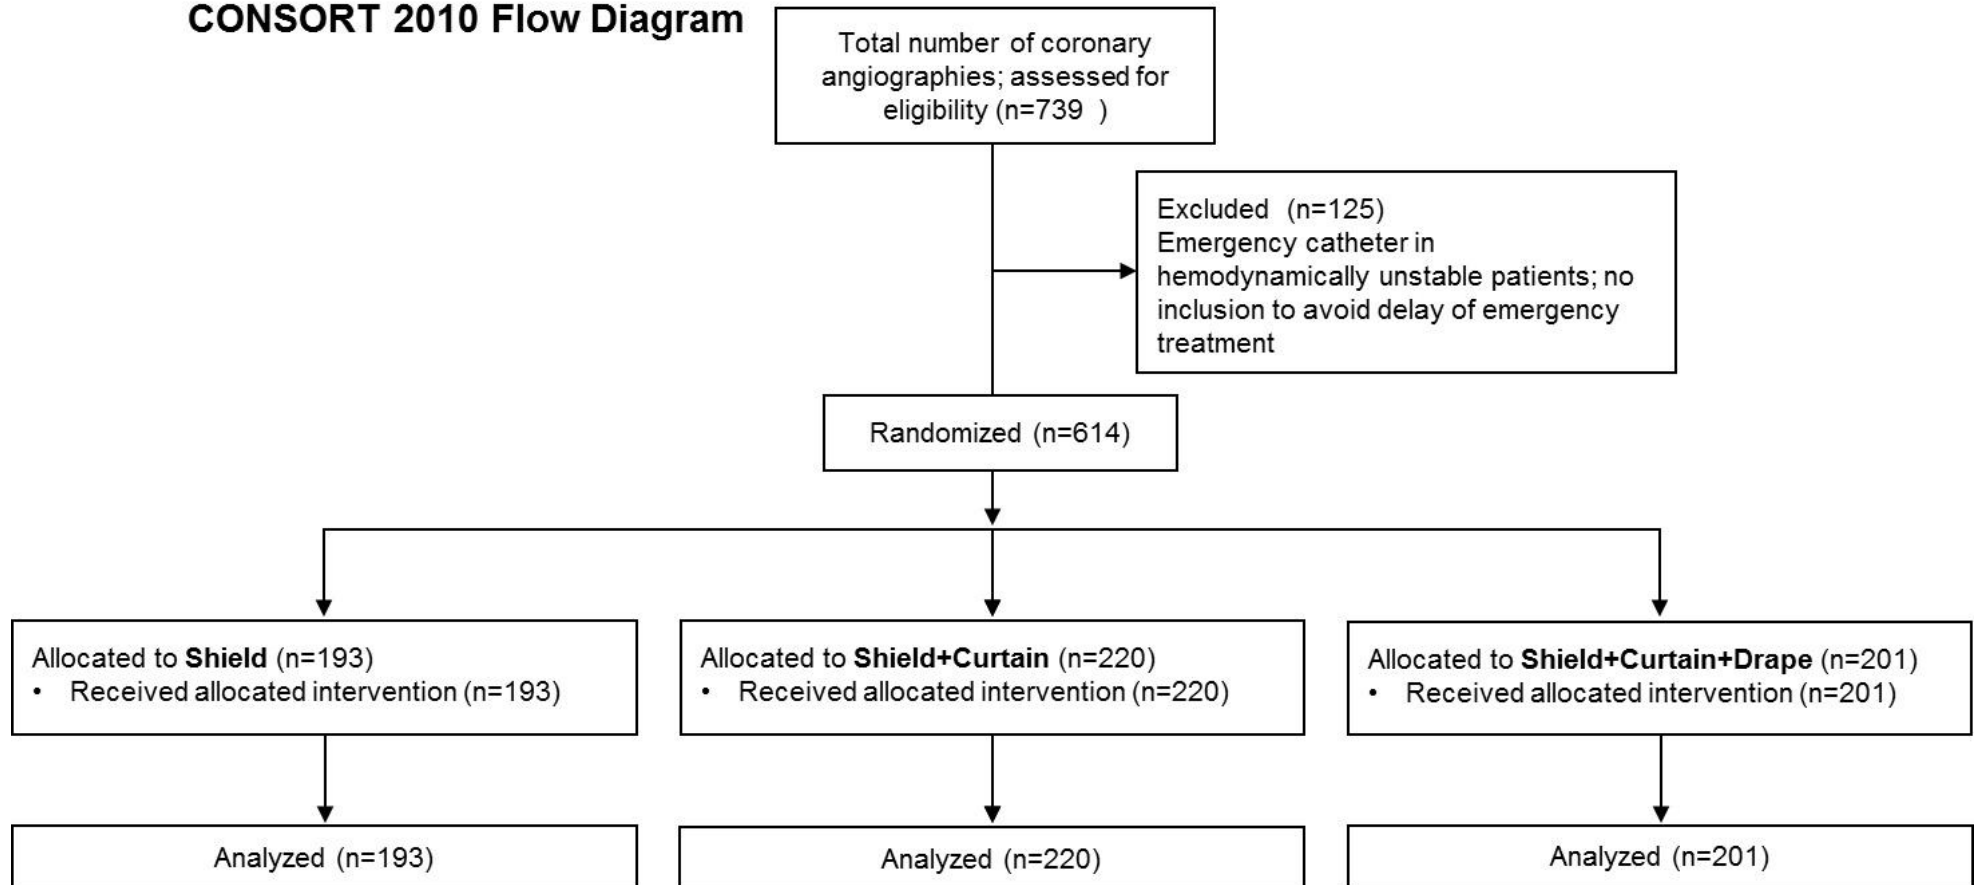 CONSORT 2010 Flow Diagram
Total number of coronary
angiographies; assessed for
eligibility (n=739  )
Excluded  (n=125)
Emergency catheter in
hemodynamically unstable patients; no
inclusion to avoid delay of emergency
treatment
Randomized (n=614)
Allocated to Shield (n=193)
• Received allocated intervention (n=193)
Allocated to Shield+Curtain (n=220)
• Received allocated intervention (n=220)
Allocated to Shield+Curtain+Drape (n=201)
• Received allocated intervention (n=201)
Analyzed (n=193)
Analyzed (n=220)
Analyzed (n=201)